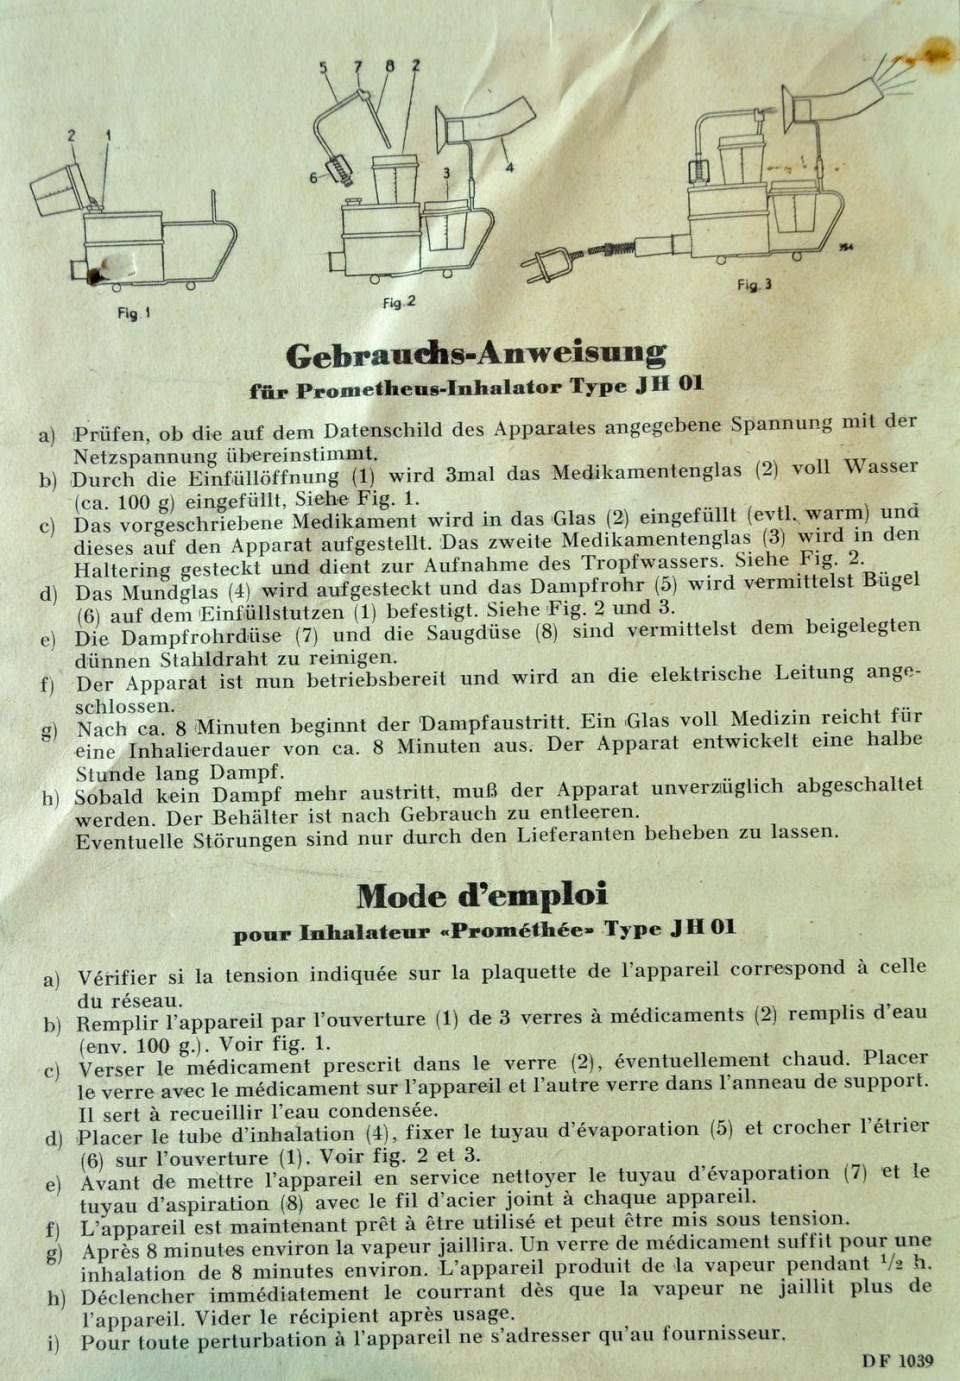 5 7 8 2
2 1
6
3
4
354
Fig 1
Fig. 2
Fig. 3
Gebrauchs-Anweisung
für Prometheus-Inhalator Type JH 01
a) Prüfen, ob die auf dem Datenschild des Apparates angegebene Spannung mit der
Netzspannung übereinstimmt.
b) Durch die Einfüllöffnung (1) wird 3mal das Medikamentenglas (2) voll Wasser
(ca. 100 g) eingefüllt, Siehe Fig. 1.
c) Das vorgeschriebene Medikament wird in das Glas (2) eingefüllt (evtl. warm) und
dieses auf den Apparat aufgestellt. Das zweite Medikamentenglas (3) wird in den
Haltering gesteckt und dient zur Aufnahme des Tropfwassers. Siehe Fig. 2.
d) Das Mundglas (4) wird aufgesteckt und das Dampfrohr (5) wird vermittelst Bügel
(6) auf dem Einfüllstutzen (1) befestigt. Siehe Fig. 2 und 3.
e) Die Dampfrohrdüse (7) und die Saugdüse (8) sind vermittelst dem beigelegten
dünnen Stahldraht zu reinigen.
f) Der Apparat ist nun betriebsbereit und wird an die elektrische Leitung ange-
schlossen.
g) Nach ca. 8 Minuten beginnt der Dampfaustritt. Ein Glas voll Medizin reicht für
eine Inhalierdauer von ca. 8 Minuten aus. Der Apparat entwickelt eine halbe
Stunde lang Dampf.
h) Sobald kein Dampf mehr austritt, muß der Apparat unverzüglich abgeschaltet
werden. Der Behälter ist nach Gebrauch zu entleeren.
Eventuelle Störungen sind nur durch den Lieferanten beheben zu lassen.
Mode d'emploi
pour Inhalateur «Prométhée» Type JH 01
a) Vérifier si la tension indiquée sur la plaquette de l'appareil correspond à celle
du réseau.
b) Remplir l'appareil par l'ouverture (1) de 3 verres à médicaments (2) remplis d'eau
(env. 100 g.). Voir fig. 1.
c) Verser le médicament prescrit dans le verre (2), éventuellement chaud. Placer
le verre avec le médicament sur l'appareil et l'autre verre dans l'anneau de support.
Il sert à recueillir l'eau condensée.
d) Placer le tube d'inhalation (4), fixer le tuyau d'évaporation (5) et crocher l'étrier
(6) sur l'ouverture (1). Voir fig. 2 et 3.
e) Avant de mettre l'appareil en service nettoyer le tuyau d'évaporation (7) et le
tuyau d'aspiration (8) avec le fil d'acier joint à chaque appareil.
f) L'appareil est maintenant prêt à être utilisé et peut être mis sous tension.
g) Après 8 minutes environ la vapeur jaillira. Un verre de médicament suffit pour une
inhalation de 8 minutes environ. L'appareil produit de la vapeur pendant 1/2 h.
h) Déclencher immédiatement le courrant dès que la vapeur ne jaillit plus de
l'appareil. Vider le récipient après usage.
i) Pour toute perturbation à l'appareil ne s'adresser qu'au fournisseur.
DF 1039